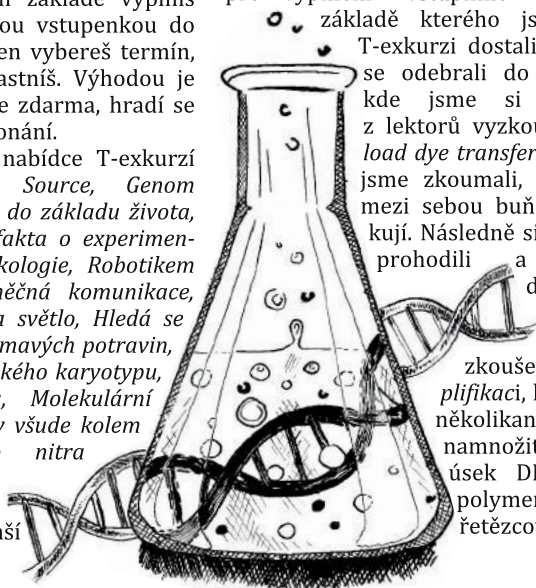 ou vstupenkou do
en vybereš termín,
astníš. Výhodou je
e zdarma, hradí se
onání.
nabídce T-exkurzí
Source, Genom
do základu života,
fakta o experimen-
kologie, Robotikem
něčná komunikace,
a světlo, Hledá se
mavých potravin,
kého karyotypu,
, Molekulární
y všude kolem
nitra
ší
základě kterého js
T-exkurzi dostali
se odebrali do
kde jsme si
z lektorů vyzkou
load dye transfer
jsme zkoumali,
mezi sebou buň
kují. Následně si
prohodili a
d
zkouše
plifikaci, k
několikan
namnožit
úsek DN
polymer
řetězcov